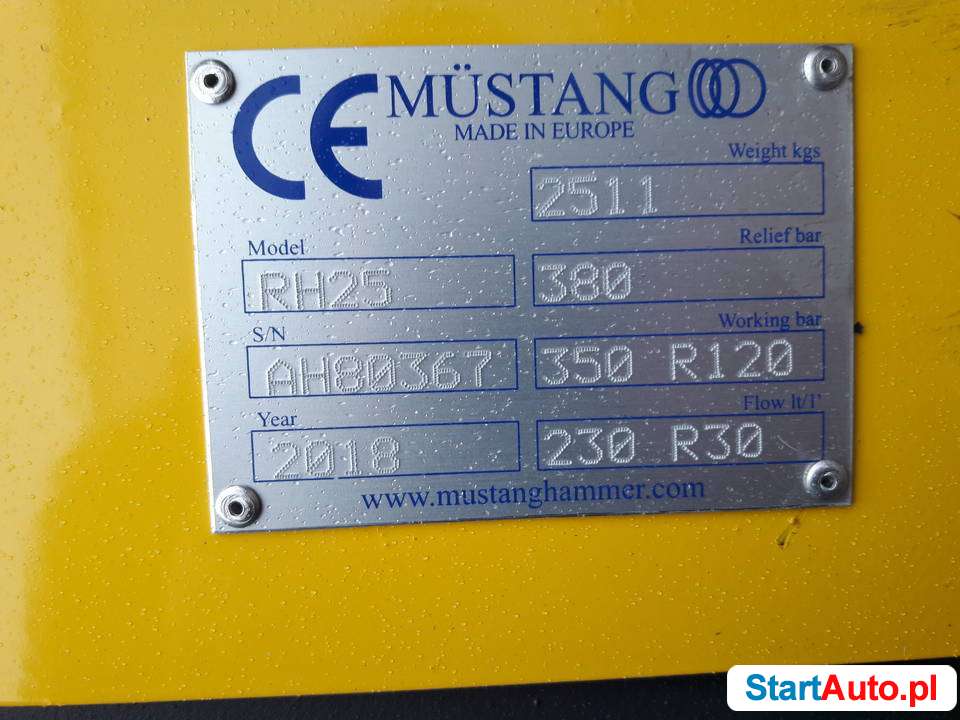 CE MÜSTANG
MADE IN EUROPE
Weight kgs
2511
Model
RH25
Relief bar
380
S/N
AH80367
Working bar
350 R120
Year
2018
Flow lt/1'
230 R30
www.mustanghammer.com
StartAuto.pl